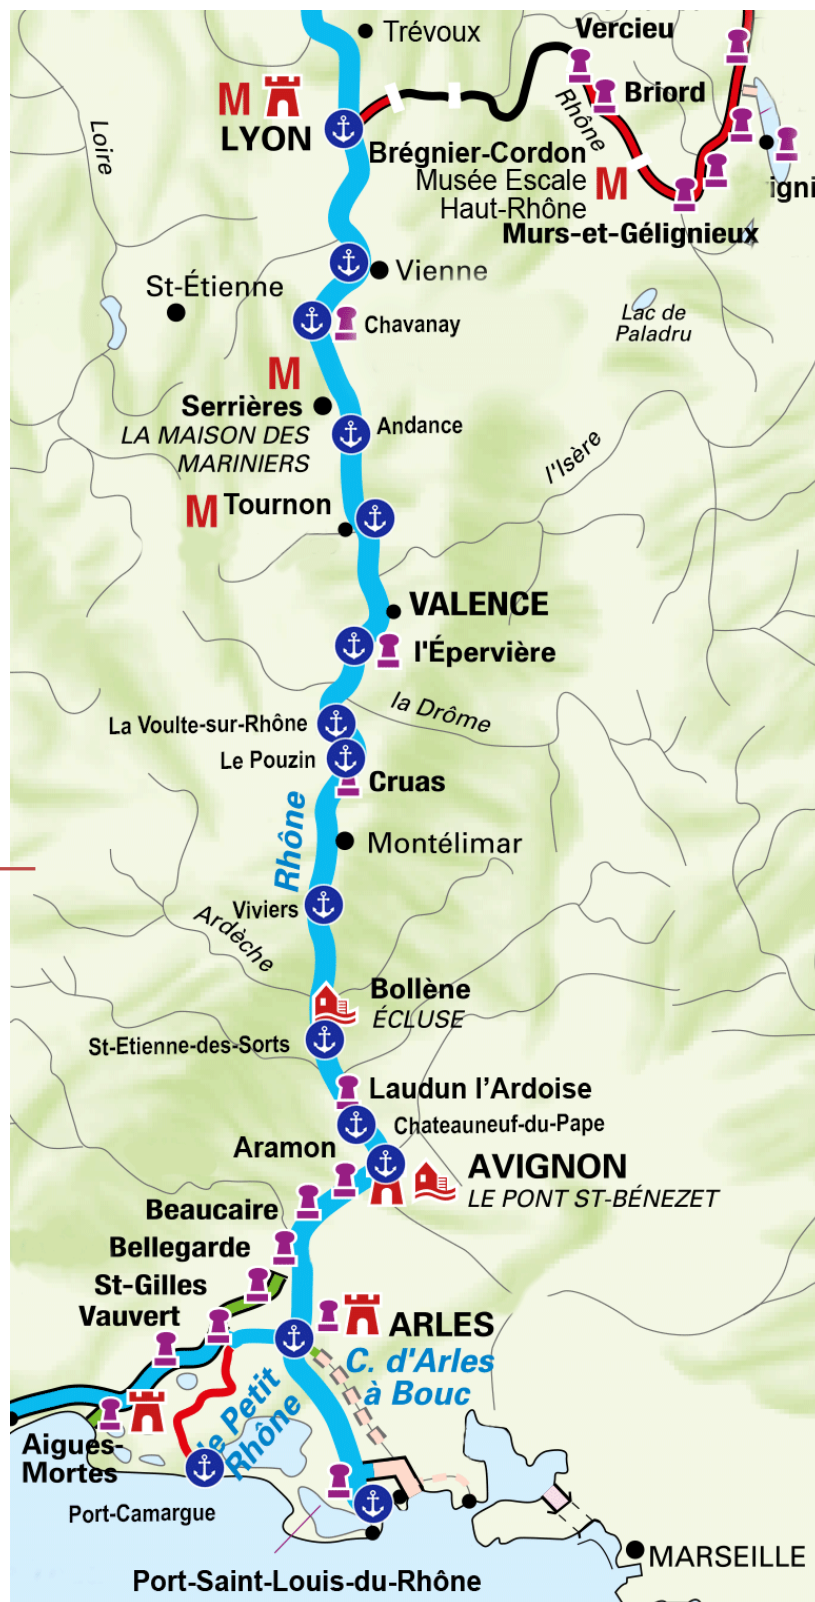 Trévoux
Vercieu
Briord
Rhône
M
LYON
Loire
Brégnier-Cordon
Musée Escale
Haut-Rhône
M
igni
Murs-et-Gélignieux
Vienne
St-Étienne
Lac de
Paladru
Chavanay
M
Serrières
LA MAISON DES
MARINIERS
Andance
l'Isère
M
Tournon
VALENCE
l'Épervière
la Drôme
La Voulte-sur-Rhône
Le Pouzin
Cruas
Rhône
Montélimar
Viviers
Ardèche
Bollène
ÉCLUSE
St-Etienne-des-Sorts
Laudun l’Ardoise
Chateauneuf-du-Pape
Aramon
AVIGNON
LE PONT ST-BÉNEZET
Beaucaire
Bellegarde
St-Gilles
Vauvert
ARLES
C. d'Arles
à Bouc
le Petit
Rhône
Aigues-
Mortes
Port-Camargue
MARSEILLE
Port-Saint-Louis-du-Rhône